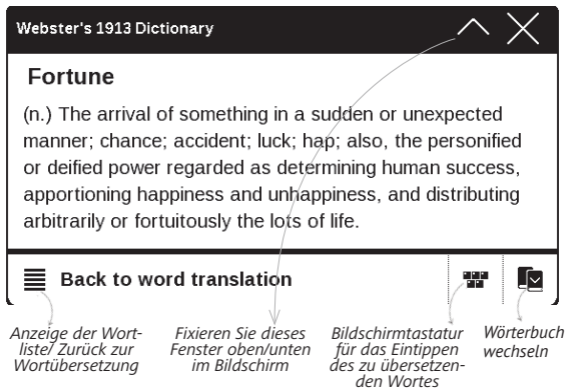 Webster's 1913 Dictionary
Fortune
(n.) The arrival of something in a sudden or unexpected
manner; chance; accident; luck; hap; also, the personified
or deified power regarded as determining human success,
apportioning happiness and unhappiness, and distributing
arbitrarily or fortuitously the lots of life.
Back to word translation
Anzeige der Wort-
liste/ Zurück zur
Wortübersetzung
Fixieren Sie dieses
Fenster oben/unten
im Bildschirm
Bildschirmtastatur
für das Eintippen
des zu übersetzen-
den Wortes
Wörterbuch
wechseln